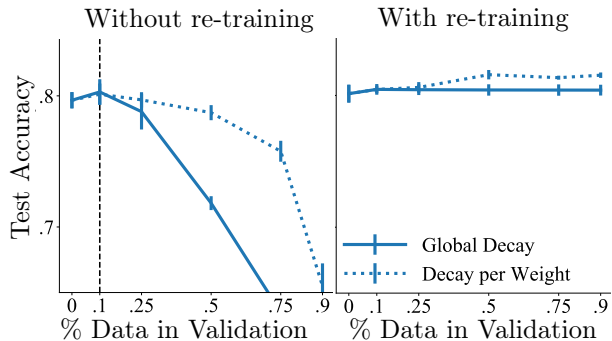 Without re-training
With re-training
Test Accuracy
.8
.7
0 .1 .25 .5 .75 .9
0 .1 .25 .5 .75 .9
% Data in Validation
% Data in Validation
Global Decay
Decay per Weight